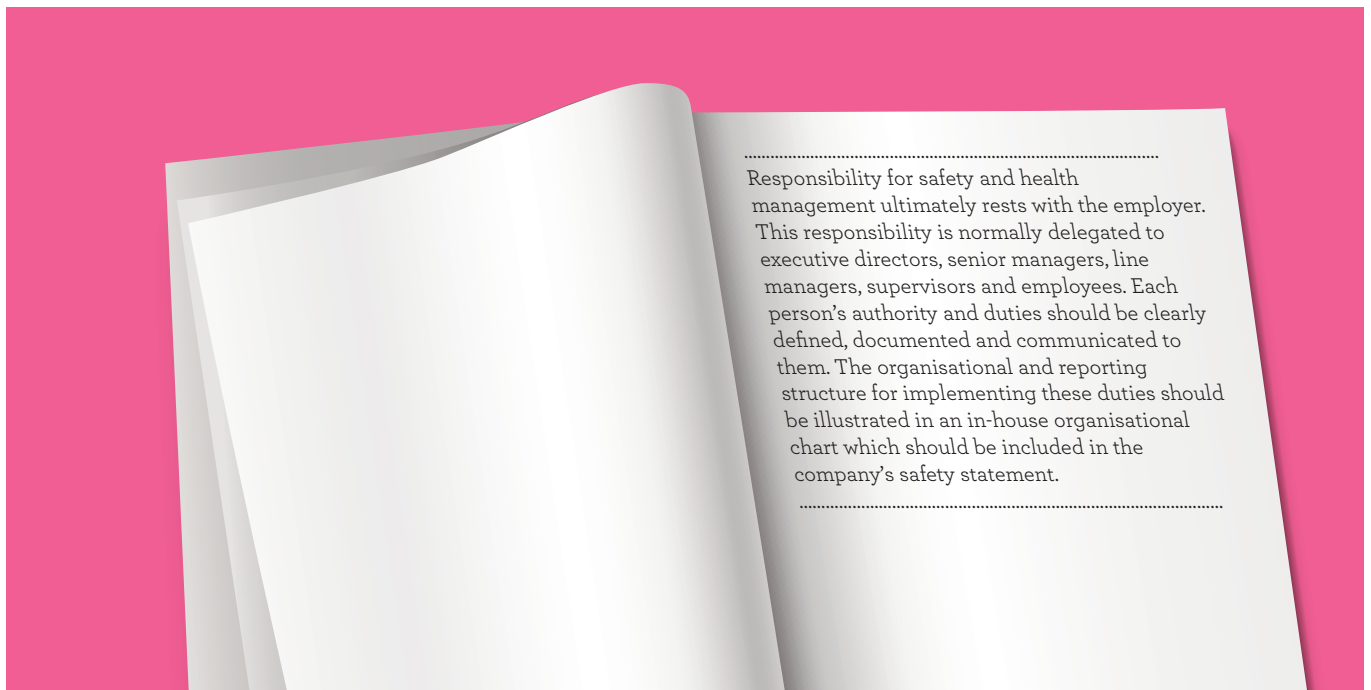 Responsibility for safety and health
management ultimately rests with the employer.
This responsibility is normally delegated to
executive directors, senior managers, line
managers, supervisors and employees. Each
person’s authority and duties should be clearly
defined, documented and communicated to
them. The organisational and reporting
structure for implementing these duties should
be illustrated in an in-house organisational
chart which should be included in the
company’s safety statement.